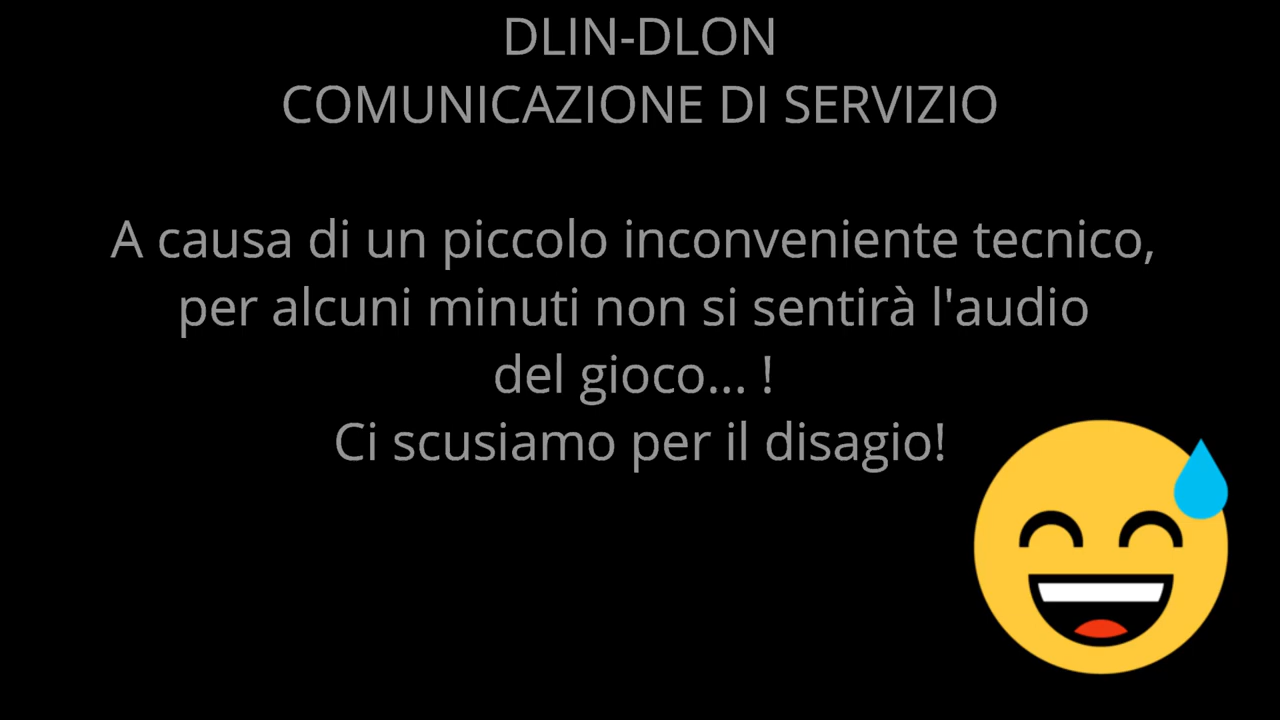 DLIN-DLON
COMUNICAZIONE DI SERVIZIO
A causa di un piccolo inconveniente tecnico,
per alcuni minuti non si sentirà l'audio
del gioco... !
Ci scusiamo per il disagio!